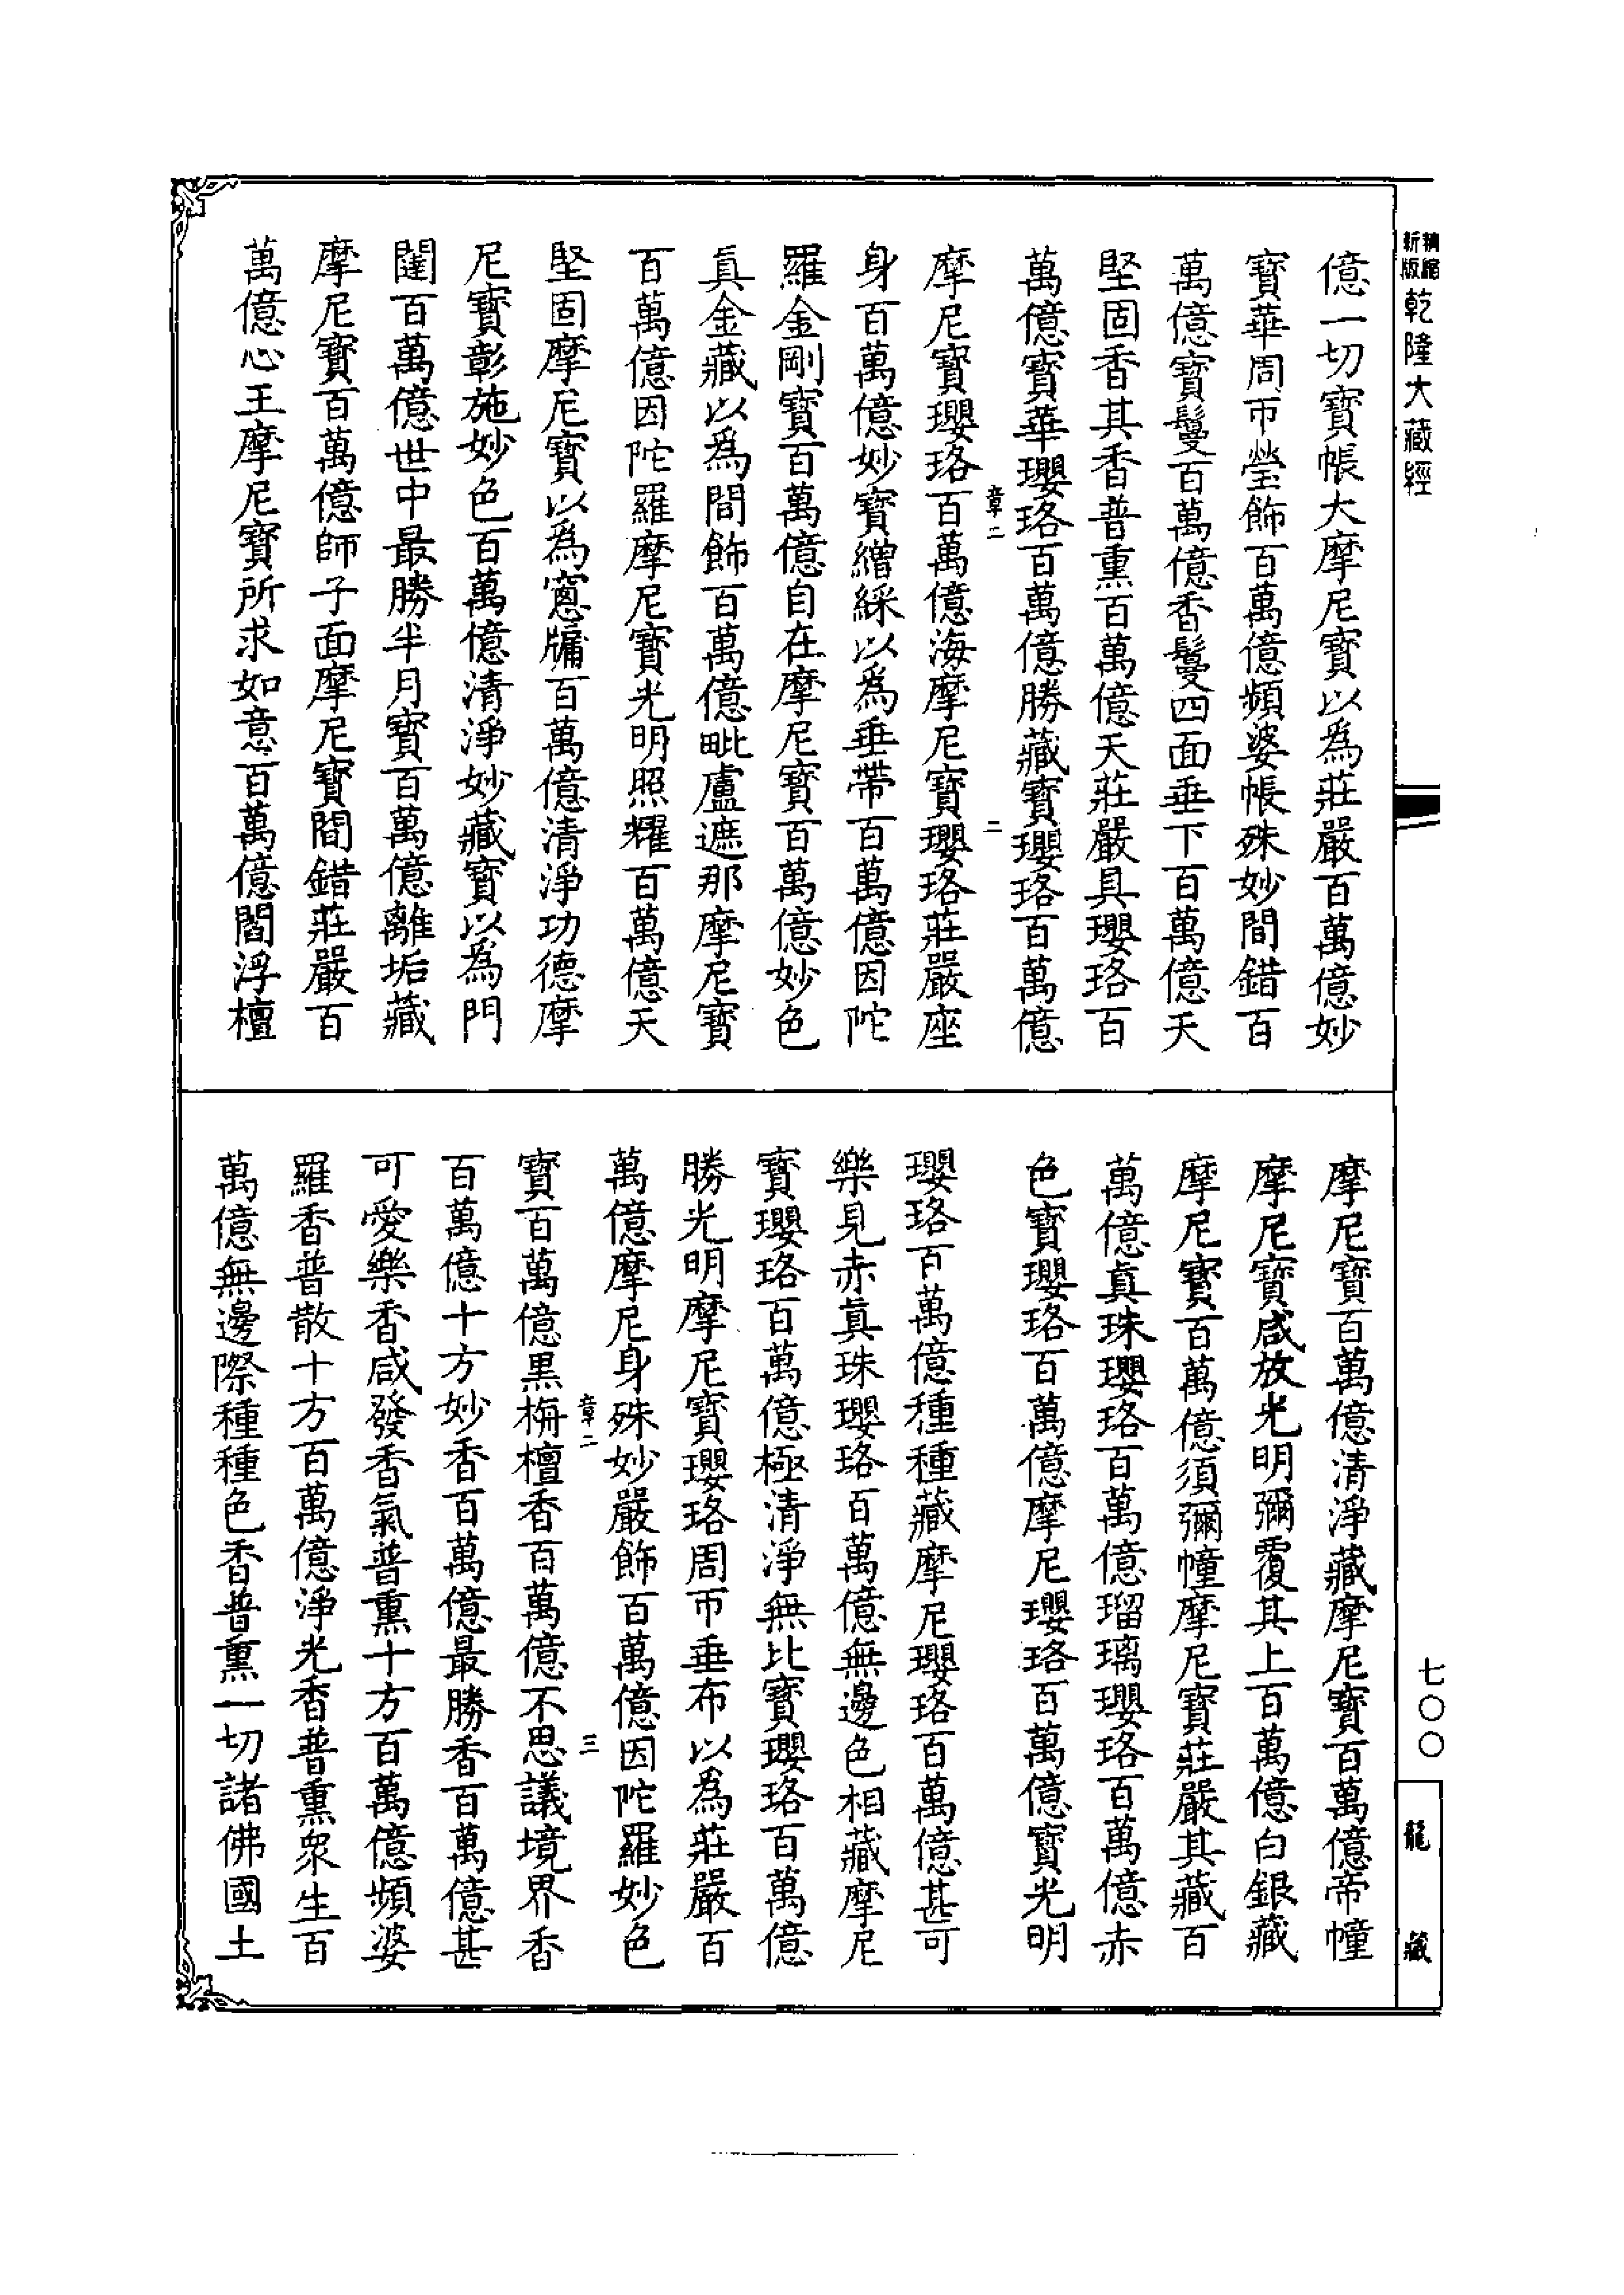 精縮新版乾隆大藏經
億一切寶帳大摩尼寶以為莊嚴百萬億妙
寶華周帀瑩飾百萬億頻婆帳殊妙間錯百
萬億寶鬘百萬億香鬘四面垂下百萬億天
堅固香其香普熏百萬億天莊嚴具瓔珞百
萬億寶華瓔珞百萬億勝藏寶瓔珞百萬億
摩尼寶瓔珞百萬億海摩尼寶瓔珞莊嚴座
章二
二
身百萬億妙寶繒綵以為垂帶百萬億因陀
羅金剛寶百萬億自在摩尼寶百萬億妙色
真金藏以為間飾百萬億毗盧遮那摩尼寶
百萬億因陀羅摩尼寶光明照耀百萬億天
堅固摩尼寶以為窻牖百萬億清淨功德摩
尼寶彰施妙色百萬億清淨妙藏寶以為門
闥百萬億世中最勝半月寶百萬億離垢藏
摩尼寶百萬億師子面摩尼寶間錯莊嚴百
萬億心王摩尼寶所求如意百萬億閻浮檀
摩尼寶百萬億清淨藏摩尼寶百萬億帝幢
摩尼寶咸放光明彌覆其上百萬億白銀藏
摩尼寶百萬億須彌幢摩尼寶莊嚴其藏百
萬億真珠瓔珞百萬億瑠璃瓔珞百萬億赤
色寶瓔珞百萬億摩尼瓔珞百萬億寶光明
瓔珞百萬億種種藏摩尼瓔珞百萬億甚可
樂見赤真珠瓔珞百萬億無邊色相藏摩尼
寶瓔珞百萬億極清淨無比寶瓔珞百萬億
勝光明摩尼寶瓔珞周帀垂布以為莊嚴百
萬億摩尼身殊妙嚴飾百萬億因陀羅妙色
章二
三
寶百萬億黑栴檀香百萬億不思議境界香
百萬億十方妙香百萬億最勝香百萬億甚
可愛樂香咸發香氣普熏十方百萬億頻婆
羅香普散十方百萬億淨光香普熏眾生百
萬億無邊際種種色香普熏一切諸佛國土
七〇〇
龍藏